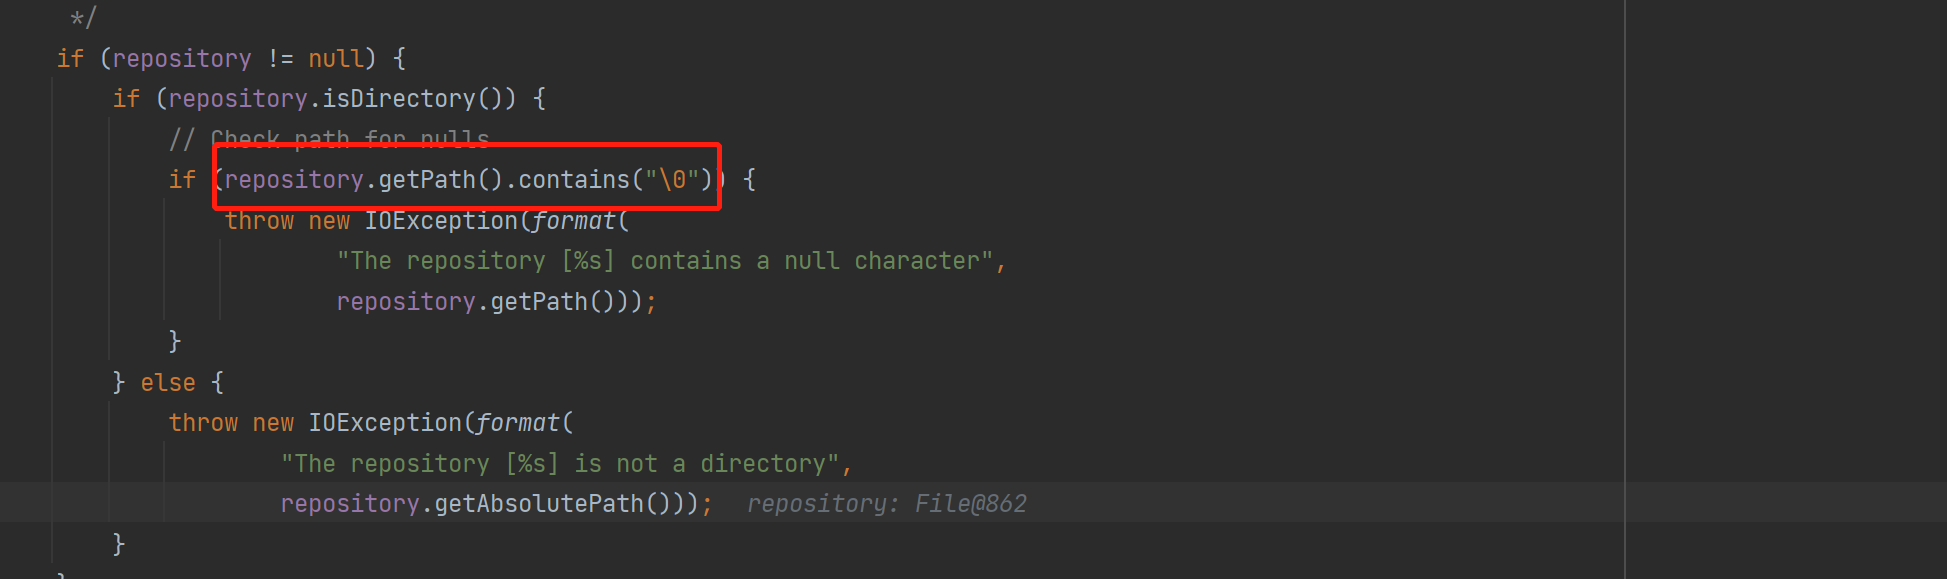 */
if (repository != null) {
if (repository.isDirectory()) {
// Check path for nulls
if (repository.getPath().contains("\0")) {
throw new IOException(format(
"The repository [%s] contains a null character",
repository.getPath()));
}
} else {
throw new IOException(format(
"The repository [%s] is not a directory",
repository.getAbsolutePath())); repository: File@862
}
}